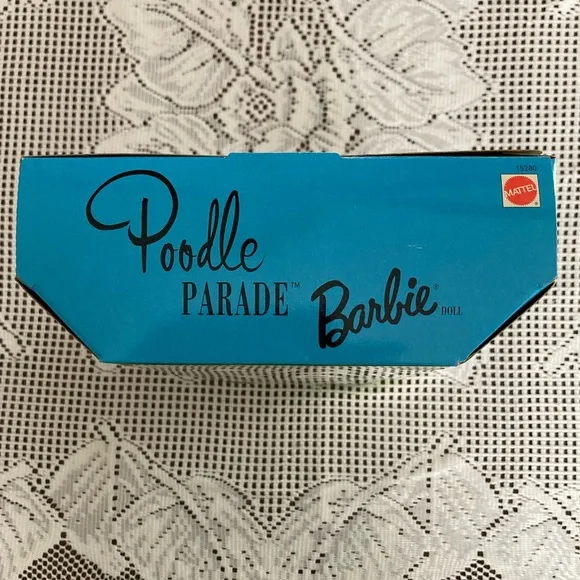 15280
MATTEL
Poodle
PARADE™ Barbie® DOLL